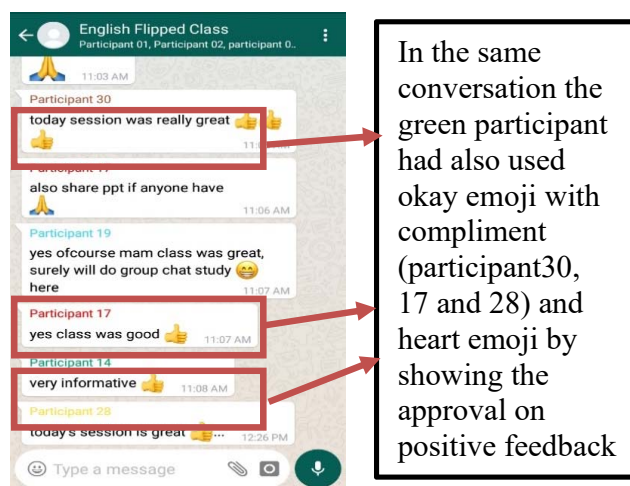 English Flipped Class
Participant 01, Participant 02, participant 0..
11:03 AM
Participant 30
today session was really great 👍👍
👍
11:0 AM
Participant 17
also share ppt if anyone have
🙏
11:06 AM
Participant 19
yes ofcourse mam class was great,
surely will do group chat study 😁
here
11:07 AM
Participant 17
yes class was good 👍 11:07 AM
Participant 14
very informative 👍 11:08 AM
Participant 28
today's session is great 👍... 12:26 PM
Type a message
In the same
conversation the
green participant
had also used
okay emoji with
compliment
(participant30,
17 and 28) and
heart emoji by
showing the
approval on
positive feedback